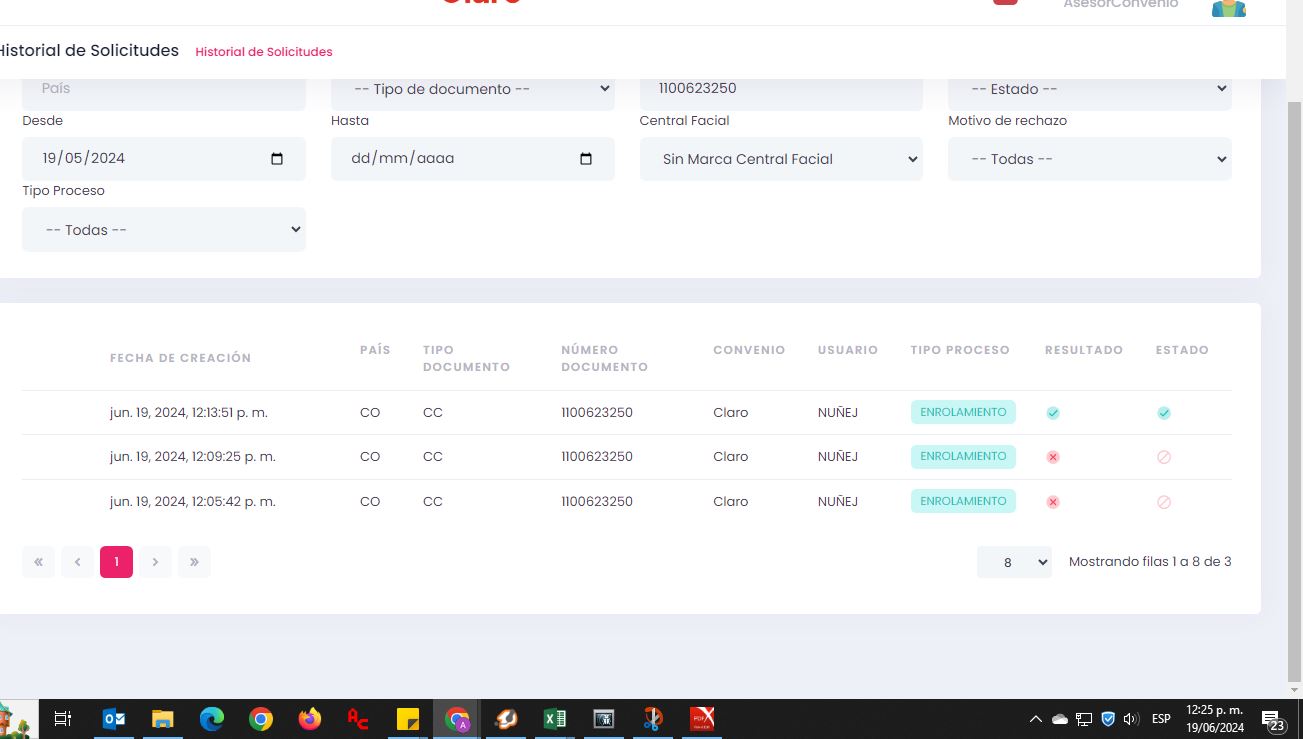 Claro
AsesorConvenio
Historial de Solicitudes Historial de Solicitudes
País
-- Tipo de documento --
1100623250
-- Estado --
Desde
Hasta
Central Facial
Motivo de rechazo
19/05/2024
dd/mm/aaaa
Sin Marca Central Facial
-- Todas --
Tipo Proceso
-- Todas --
FECHA DE CREACIÓN PAÍS TIPO DOCUMENTO NÚMERO DOCUMENTO CONVENIO USUARIO TIPO PROCESO RESULTADO ESTADO
jun. 19, 2024, 12:13:51 p. m. CO CC 1100623250 Claro NUÑEJ ENROLAMIENTO
jun. 19, 2024, 12:09:25 p. m. CO CC 1100623250 Claro NUÑEJ ENROLAMIENTO
jun. 19, 2024, 12:05:42 p. m. CO CC 1100623250 Claro NUÑEJ ENROLAMIENTO
« ‹ 1 › » 8 Mostrando filas 1 a 8 de 3
ESP
12:25 p. m.
19/06/2024
23